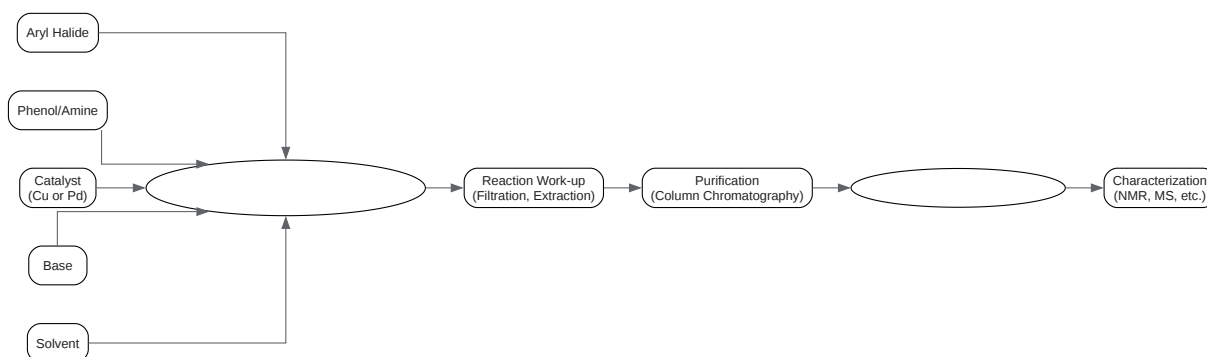 Aryl Halide
Phenol/Amine
Catalyst
(Cu or Pd)
Base
Solvent
Reaction Work-up
(Filtration, Extraction)
Purification
(Column Chromatography)
Characterization
(NMR, MS, etc.)